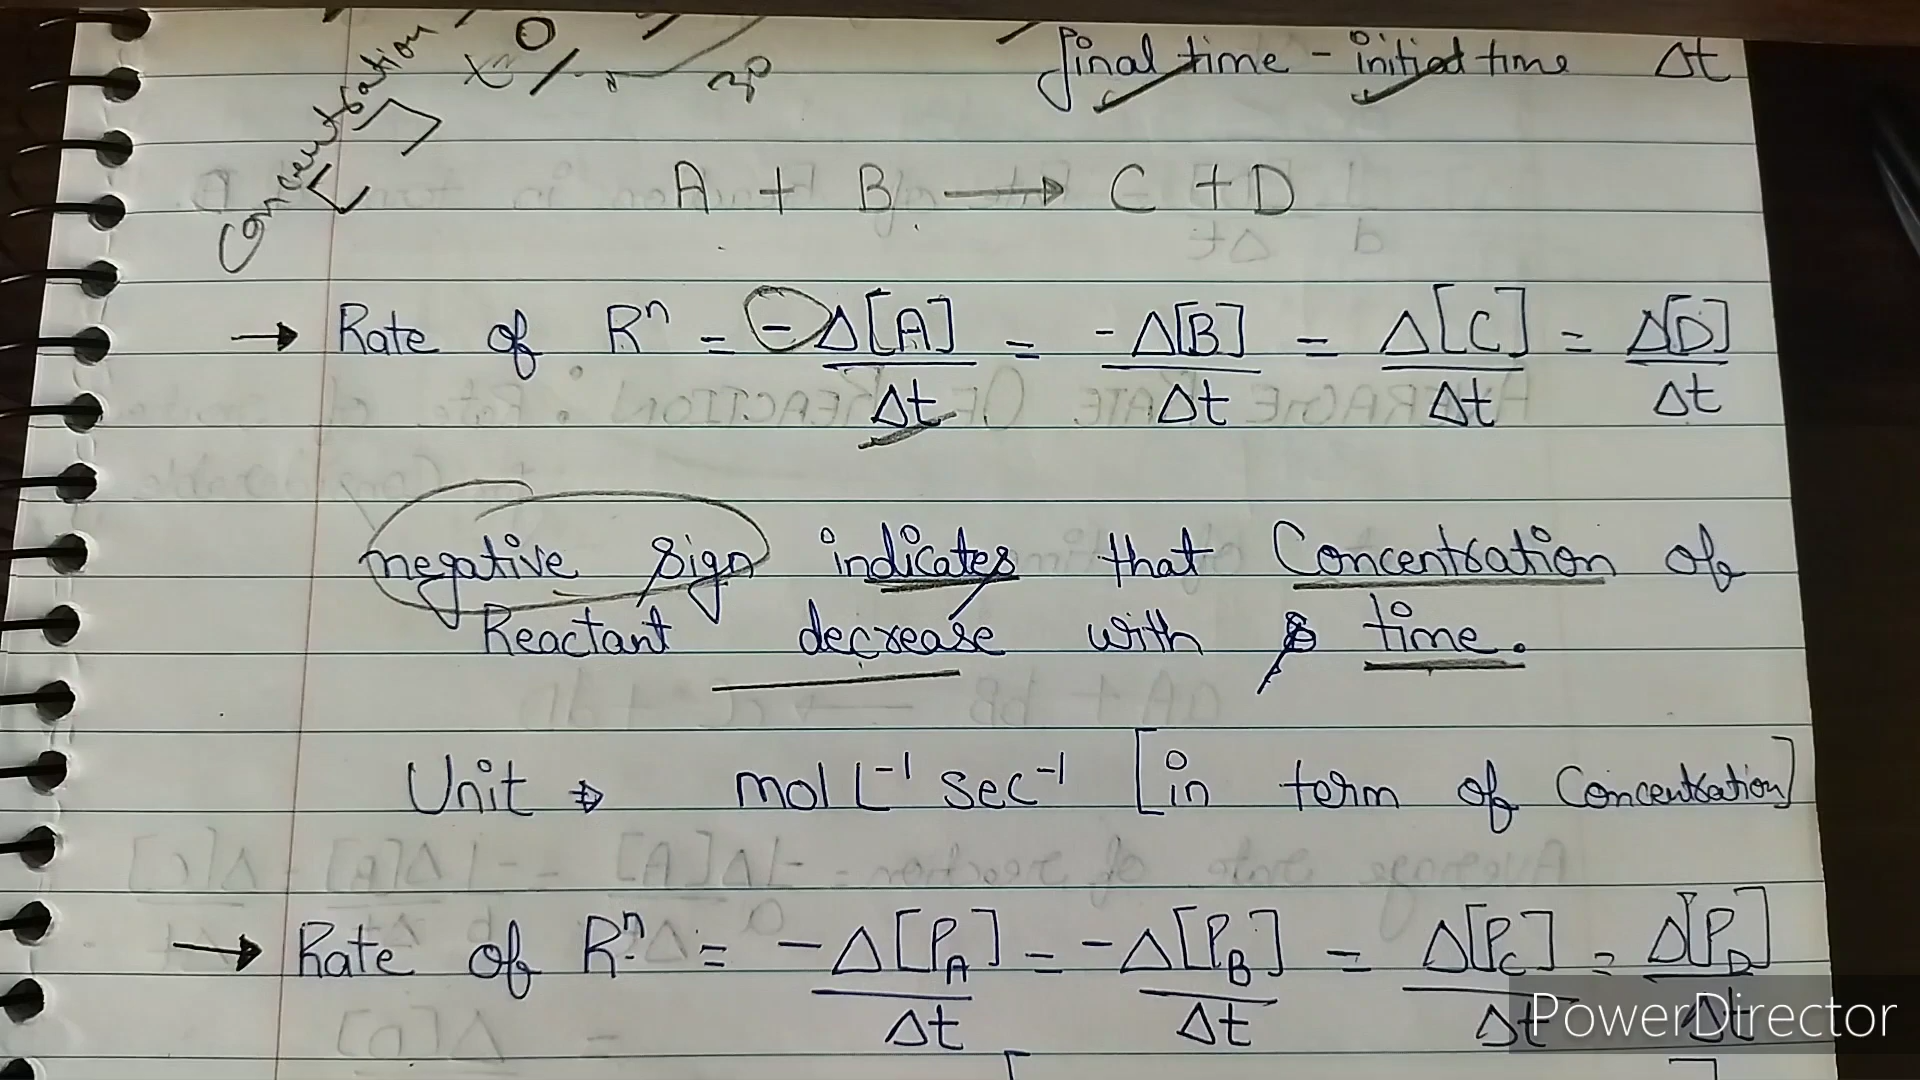 final time - initial time Δt
Concentration [ ]
A + B → C + D
→ Rate of Rⁿ = -Δ[A]/Δt = -Δ[B]/Δt = Δ[C]/Δt = Δ[D]/Δt
negative sign indicates that Concentration of
Reactant decrease with time.
Unit → mol L⁻¹ sec⁻¹ [in term of Concentration]
→ Rate of Rⁿ = -Δ[P_A]/Δt = -Δ[P_B]/Δt = Δ[P_C]/Δt = Δ[P_D]/Δt
PowerDirector